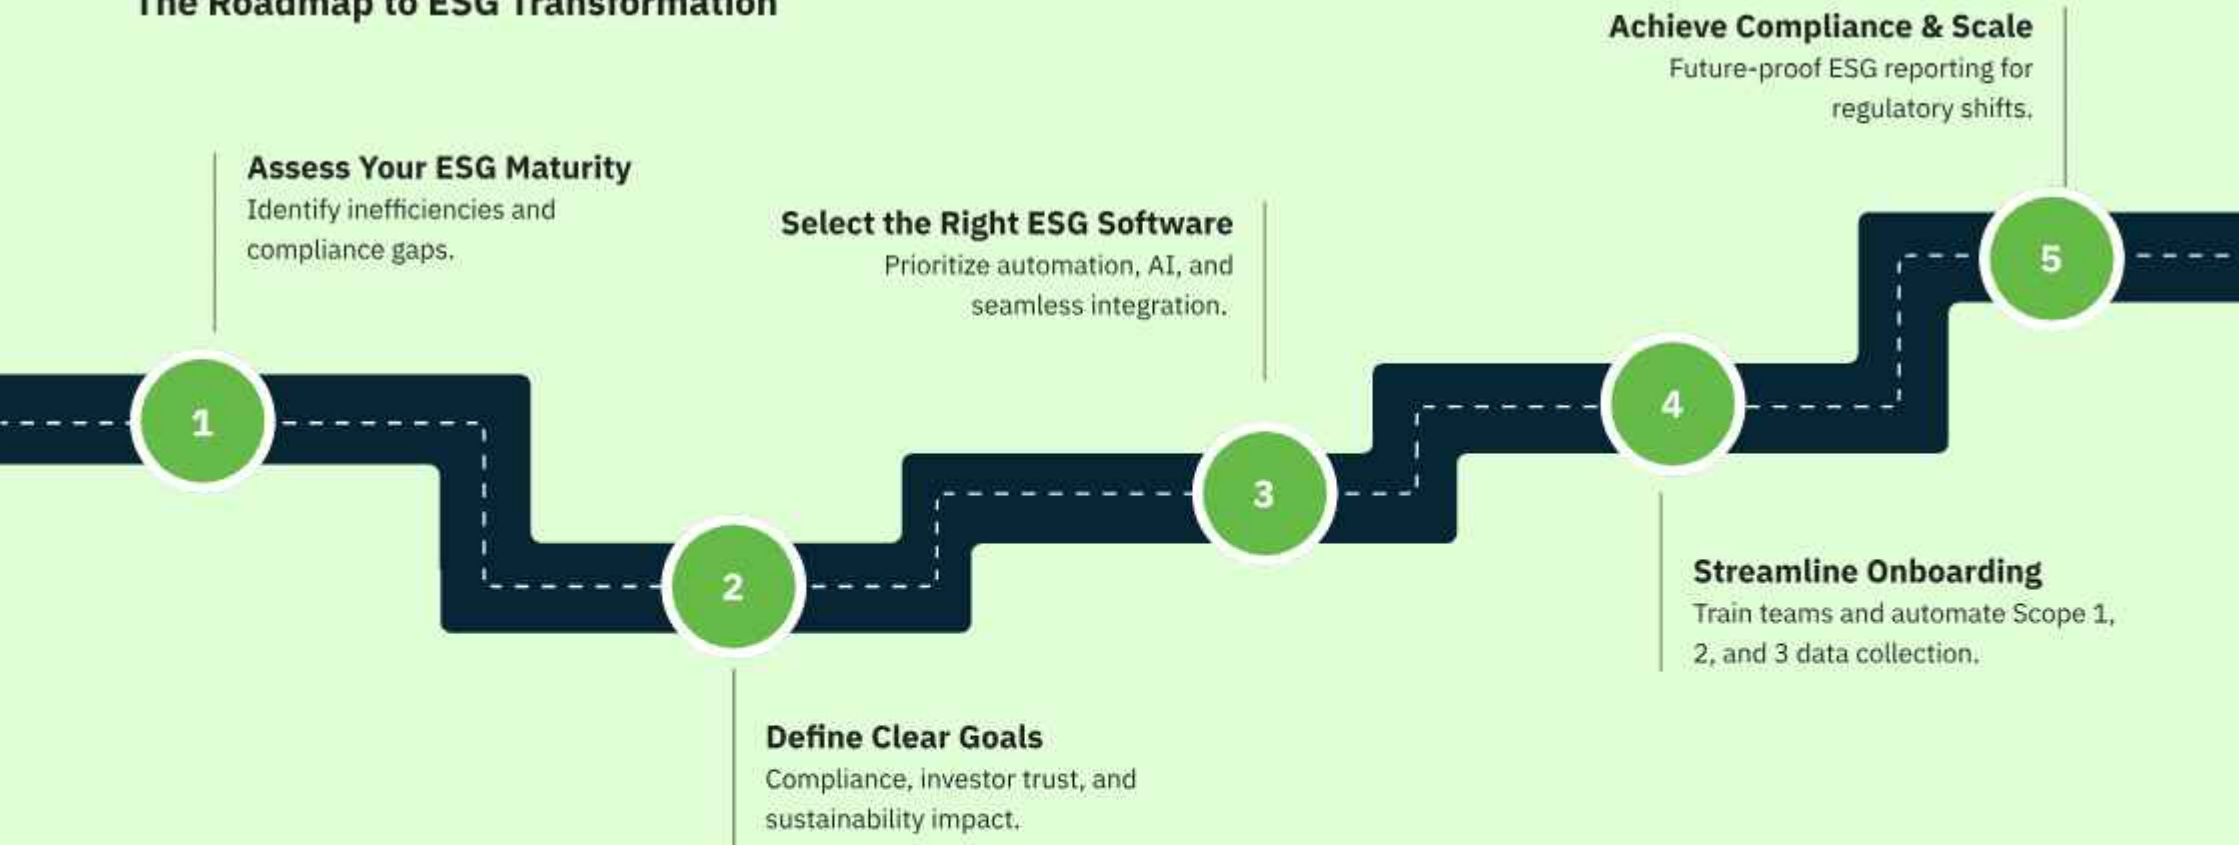 The Roadmap to ESG Transformation
1
Assess Your ESG Maturity
Identify inefficiencies and
compliance gaps.
2
Define Clear Goals
Compliance, investor trust, and
sustainability impact.
3
Select the Right ESG Software
Prioritize automation, AI, and
seamless integration.
4
Streamline Onboarding
Train teams and automate Scope 1,
2, and 3 data collection.
5
Achieve Compliance & Scale
Future-proof ESG reporting for
regulatory shifts.